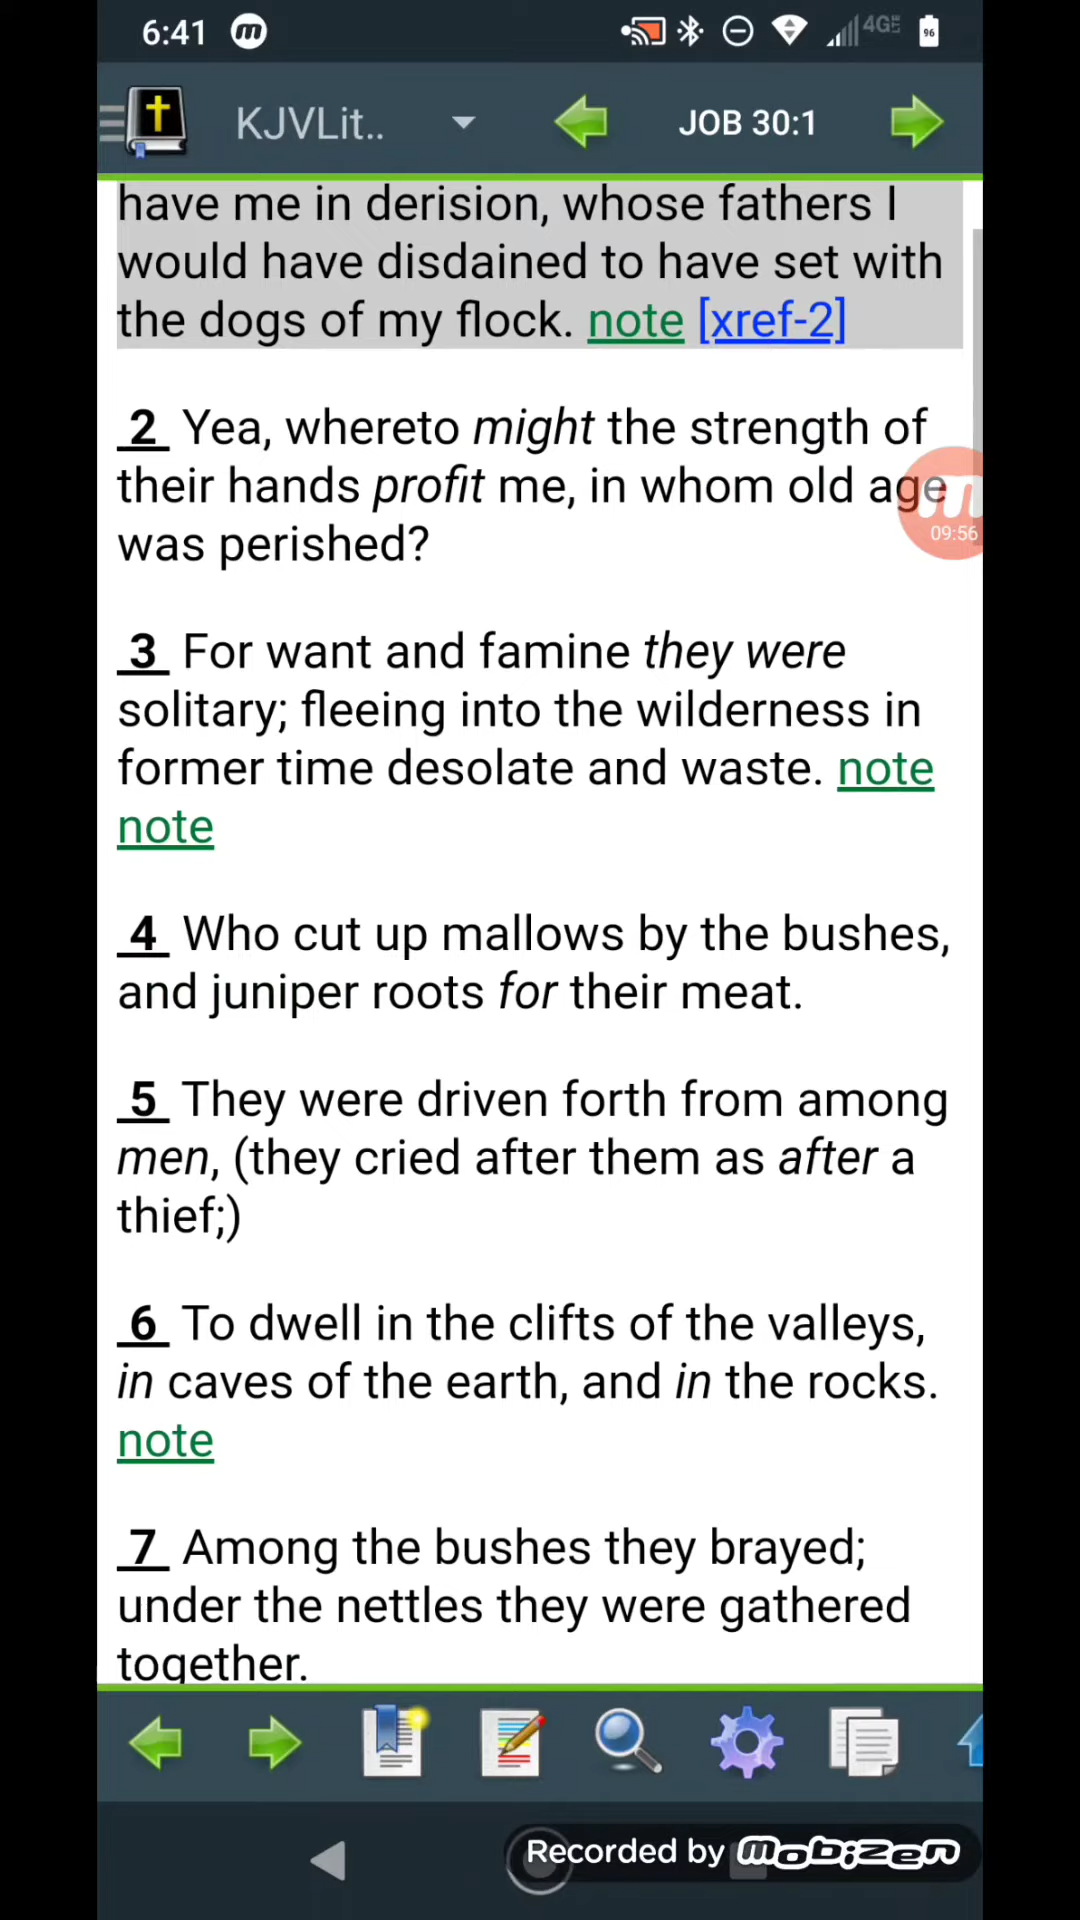 6:41
4GE
96
KJVLit..
JOB 30:1
have me in derision, whose fathers I
would have disdained to have set with
the dogs of my flock. note [xref-2]
2 Yea, whereto might the strength of
their hands profit me, in whom old age
was perished?
09:56
3 For want and famine they were
solitary; fleeing into the wilderness in
former time desolate and waste. note
note
4 Who cut up mallows by the bushes,
and juniper roots for their meat.
5 They were driven forth from among
men, (they cried after them as after a
thief;)
6 To dwell in the clifts of the valleys,
in caves of the earth, and in the rocks.
note
7 Among the bushes they brayed;
under the nettles they were gathered
together.
Recorded by mobizen